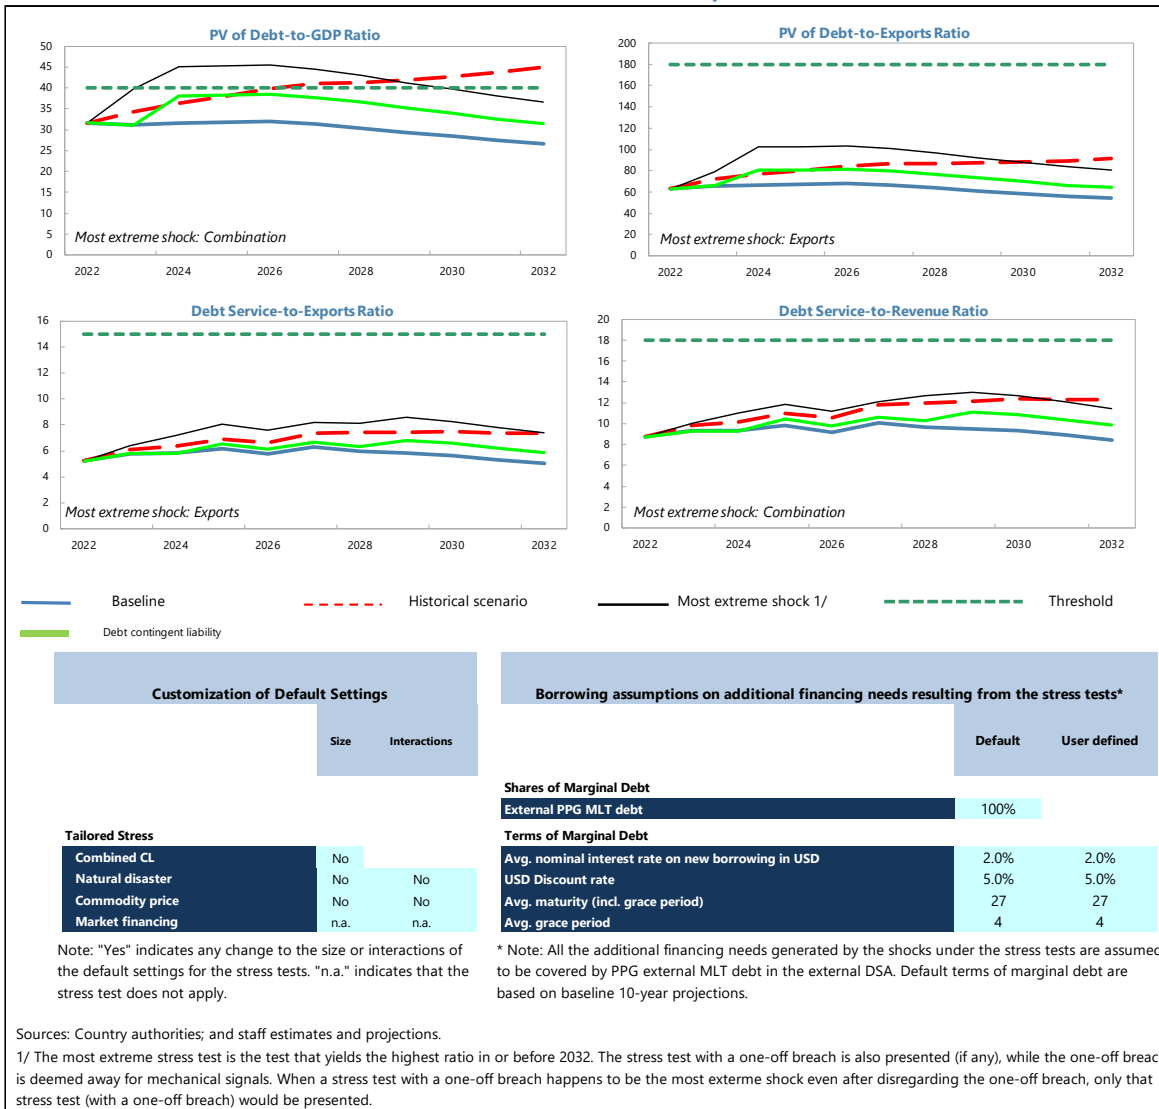 PV of Debt-to-GDP Ratio
50
45
40
35
30
25
20
15
10
5
0
Most extreme shock: Combination
2022 2024 2026 2028 2030 2032
PV of Debt-to-Exports Ratio
200
180
160
140
120
100
80
60
40
20
0
Most extreme shock: Exports
2022 2024 2026 2028 2030 2032
Debt Service-to-Exports Ratio
16
14
12
10
8
6
4
2
0
Most extreme shock: Exports
2022 2024 2026 2028 2030 2032
Debt Service-to-Revenue Ratio
20
18
16
14
12
10
8
6
4
2
0
Most extreme shock: Combination
2022 2024 2026 2028 2030 2032
Baseline Historical scenario Most extreme shock 1/ Threshold
Debt contingent liability
Customization of Default Settings
Size Interactions
Tailored Stress
Combined CL No
Natural disaster No No
Commodity price No No
Market financing n.a. n.a.
Note: "Yes" indicates any change to the size or interactions of
the default settings for the stress tests. "n.a." indicates that the
stress test does not apply.
Borrowing assumptions on additional financing needs resulting from the stress tests*
Default User defined
Shares of Marginal Debt
External PPG MLT debt 100%
Terms of Marginal Debt
Avg. nominal interest rate on new borrowing in USD 2.0% 2.0%
USD Discount rate 5.0% 5.0%
Avg. maturity (incl. grace period) 27 27
Avg. grace period 4 4
* Note: All the additional financing needs generated by the shocks under the stress tests are assumed
to be covered by PPG external MLT debt in the external DSA. Default terms of marginal debt are
based on baseline 10-year projections.
Sources: Country authorities; and staff estimates and projections.
1/ The most extreme stress test is the test that yields the highest ratio in or before 2032. The stress test with a one-off breach is also presented (if any), while the one-off breac
is deemed away for mechanical signals. When a stress test with a one-off breach happens to be the most exterme shock even after disregarding the one-off breach, only that
stress test (with a one-off breach) would be presented.